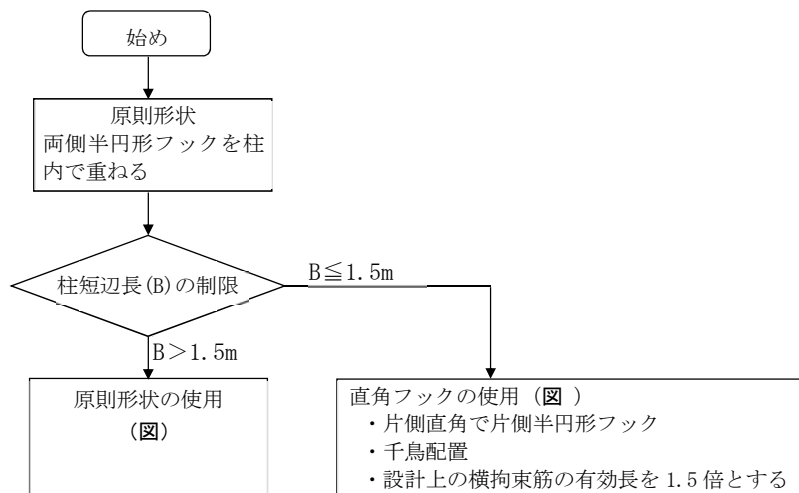 始め
原則形状
両側半円形フックを柱
内で重ねる
柱短辺長(B)の制限
B≦1.5m
B＞1.5m
原則形状の使用
(図)
直角フックの使用（図 ）
・片側直角で片側半円形フック
・千鳥配置
・設計上の横拘束筋の有効長を 1.5 倍とする